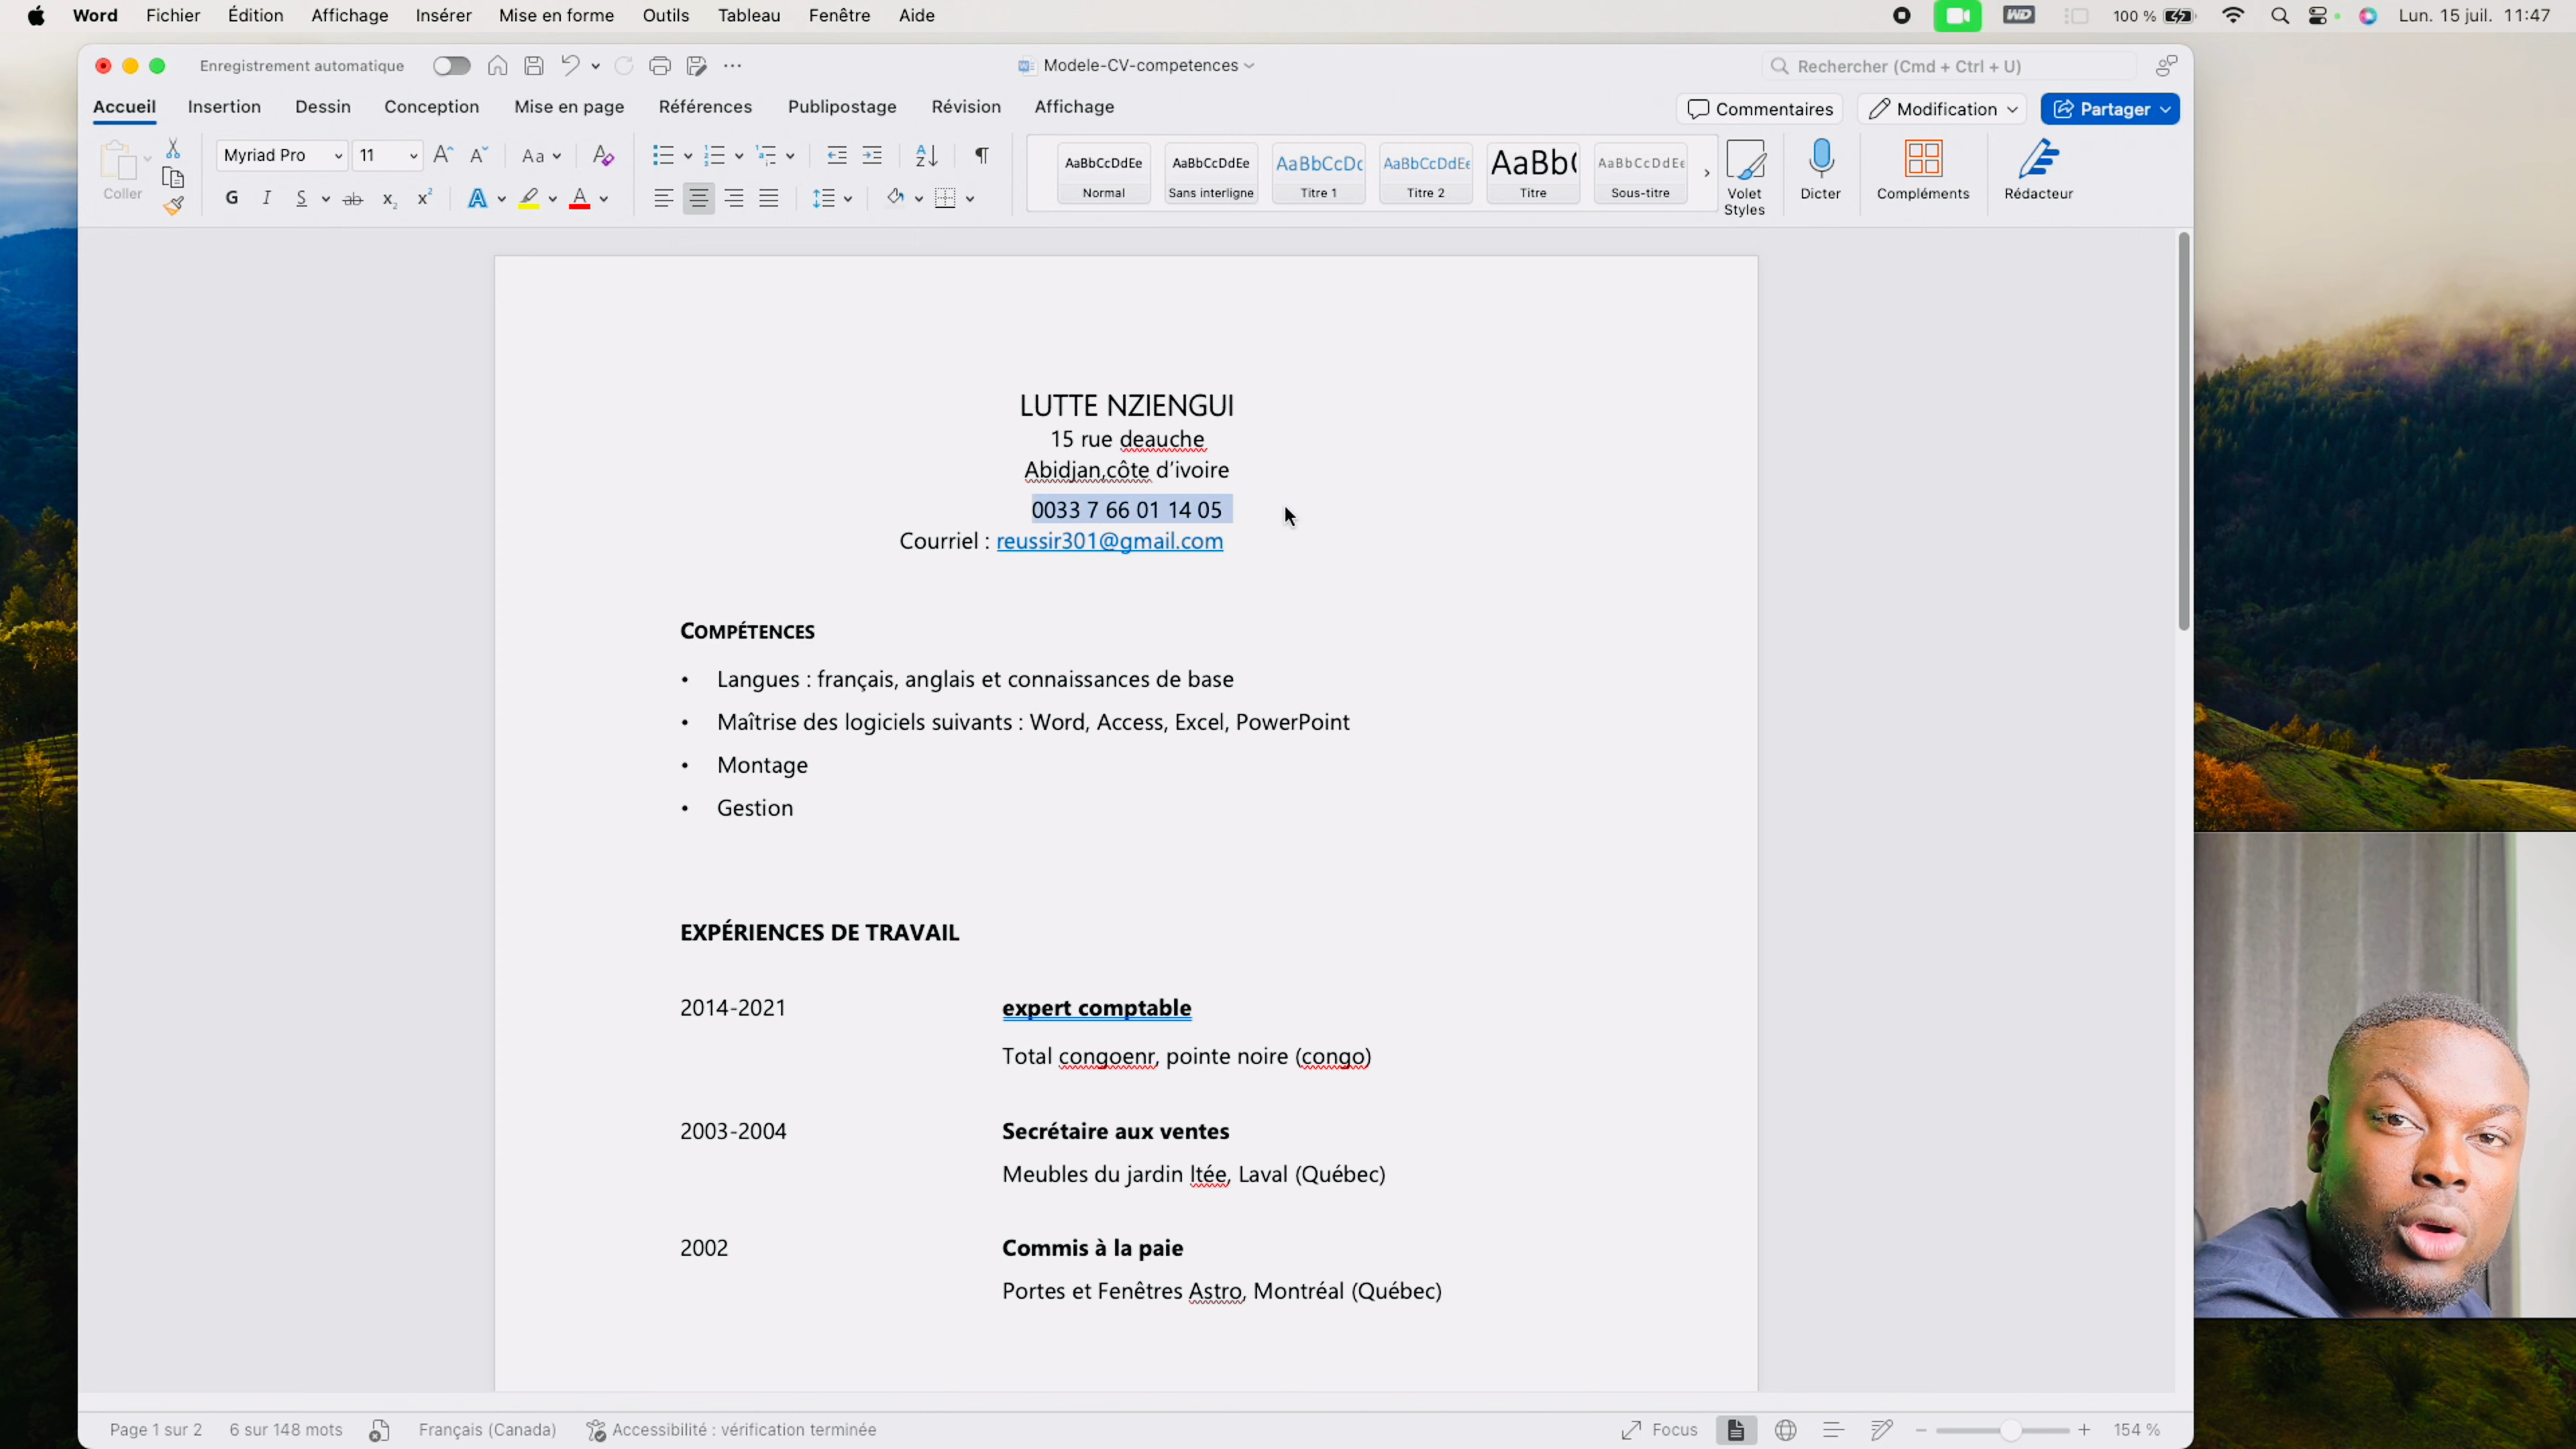 Word Fichier Édition Affichage Insérer Mise en forme Outils Tableau Fenêtre Aide WD 100 % Lun. 15 juil. 11:47
Enregistrement automatique Modele-CV-competences Rechercher (Cmd + Ctrl + U)
Accueil Insertion Dessin Conception Mise en page Références Publipostage Révision Affichage Commentaires Modification Partager
Coller Myriad Pro 11 Aa
G I S ab x₂ x² A A
AaBbCcDdEe AaBbCcDdEe AaBbCcDc AaBbCcDdEe AaBb( AaBbCcDdEe
Normal Sans interligne Titre 1 Titre 2 Titre Sous-titre
Volet Styles Dicter Compléments Rédacteur
LUTTE NZIENGUI
15 rue deauche
Abidjan,côte d'ivoire
0033 7 66 01 14 05
Courriel : reussir301@gmail.com
COMPÉTENCES
• Langues : français, anglais et connaissances de base
• Maîtrise des logiciels suivants : Word, Access, Excel, PowerPoint
• Montage
• Gestion
EXPÉRIENCES DE TRAVAIL
2014-2021 expert comptable
Total congoenr, pointe noire (congo)
2003-2004 Secrétaire aux ventes
Meubles du jardin ltée, Laval (Québec)
2002 Commis à la paie
Portes et Fenêtres Astro, Montréal (Québec)
Page 1 sur 2 6 sur 148 mots Français (Canada) Accessibilité : vérification terminée Focus 154 %